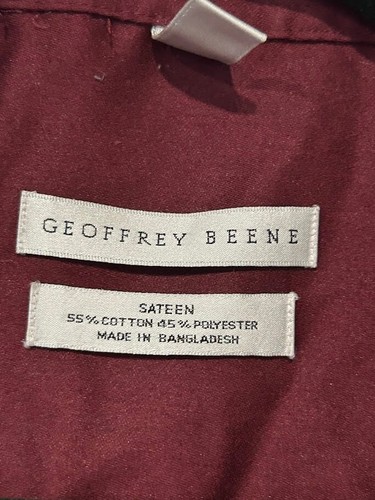 GEOFFREY BEENE
SATEEN
55% COTTON 45% POLYESTER
MADE IN BANGLADESH